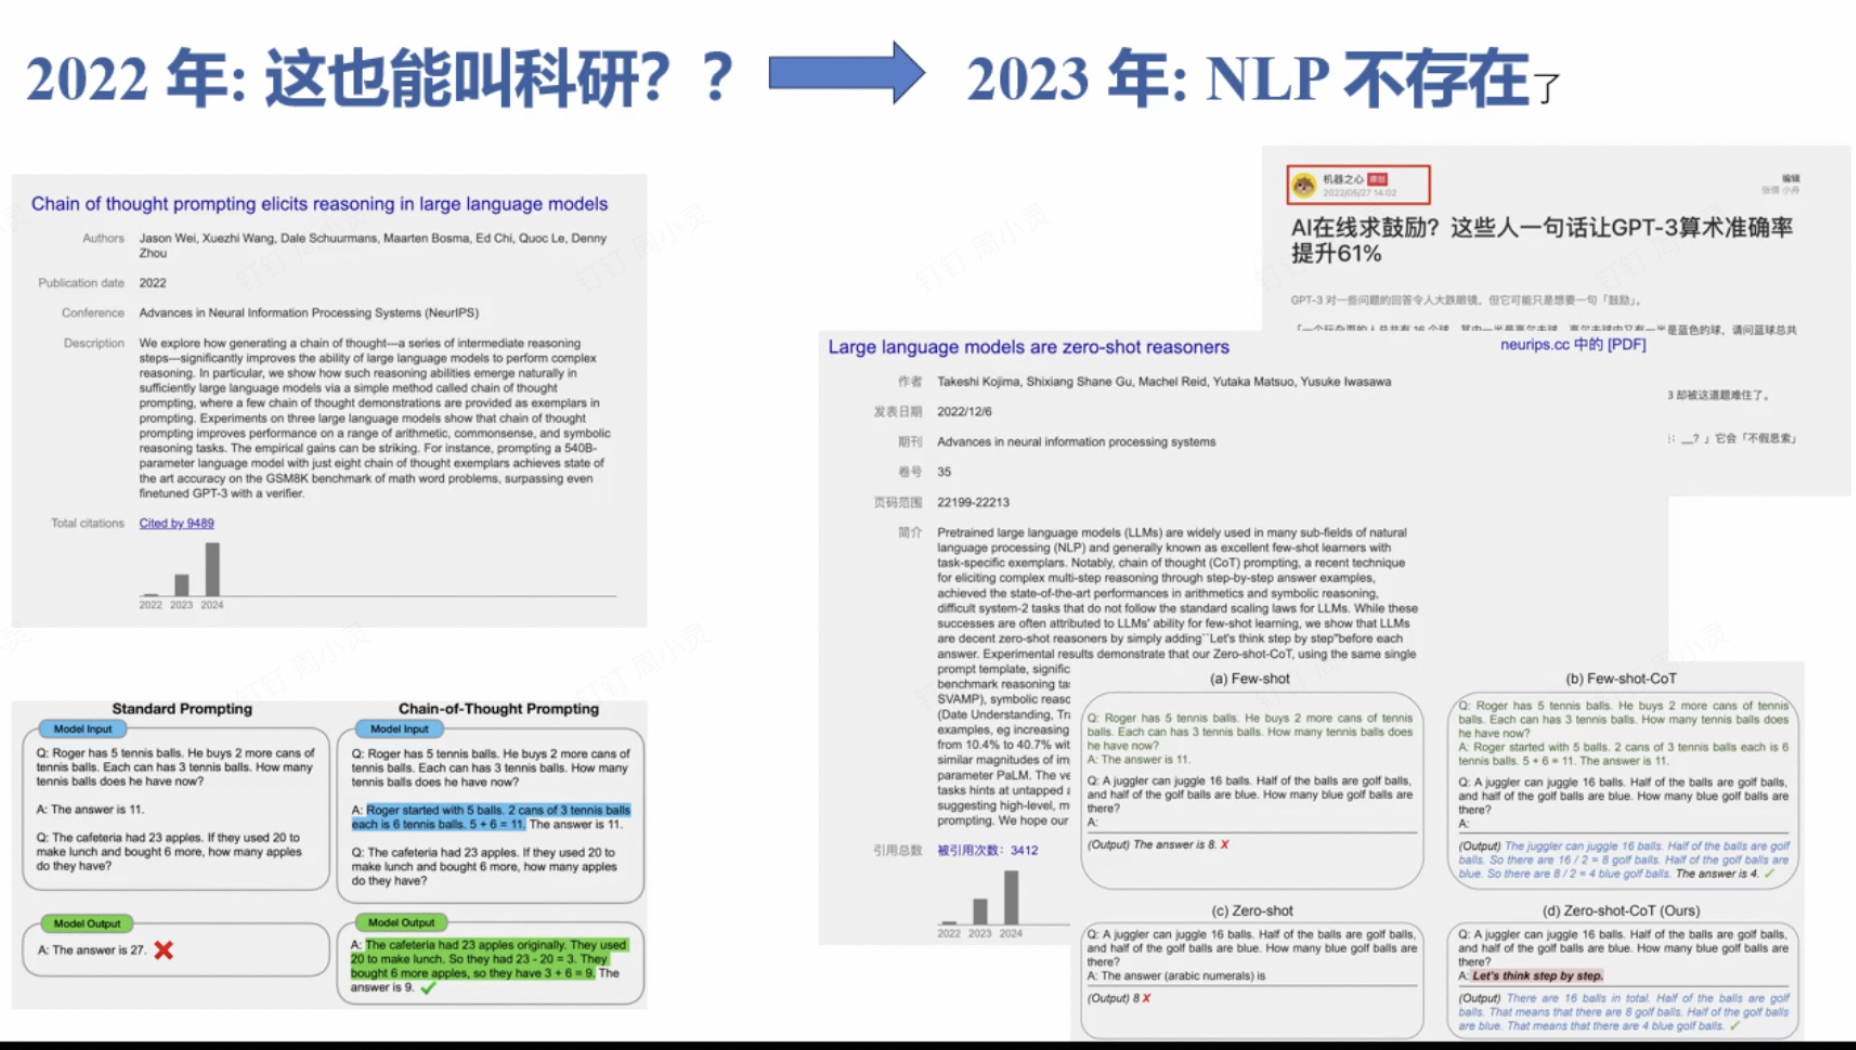 2022 年: 这也能叫科研？？
2023 年: NLP 不存在了
Chain of thought prompting elicits reasoning in large language models
Authors
Jason Wei, Xuezhi Wang, Dale Schuurmans, Maarten Bosma, Ed Chi, Quoc Le, Denny
Zhou
Publication date
2022
Conference
Advances in Neural Information Processing Systems (NeurIPS)
Description
We explore how generating a chain of thought---a series of intermediate reasoning
steps---significantly improves the ability of large language models to perform complex
reasoning. In particular, we show how such reasoning abilities emerge naturally in
sufficiently large language models via a simple method called chain of thought
prompting, where a few chain of thought demonstrations are provided as exemplars in
prompting. Experiments on three large language models show that chain of thought
prompting improves performance on a range of arithmetic, commonsense, and symbolic
reasoning tasks. The empirical gains can be striking. For instance, prompting a 540B-
parameter language model with just eight chain of thought exemplars achieves state of
the art accuracy on the GSM8K benchmark of math word problems, surpassing even
finetuned GPT-3 with a verifier.
Total citations
Cited by 9489
2022 2023 2024
Standard Prompting
Model Input
Q: Roger has 5 tennis balls. He buys 2 more cans of
tennis balls. Each can has 3 tennis balls. How many
tennis balls does he have now?
A: The answer is 11.
Q: The cafeteria had 23 apples. If they used 20 to
make lunch and bought 6 more, how many apples
do they have?
Model Output
A: The answer is 27.
Chain-of-Thought Prompting
Model Input
Q: Roger has 5 tennis balls. He buys 2 more cans of
tennis balls. Each can has 3 tennis balls. How many
tennis balls does he have now?
A: Roger started with 5 balls. 2 cans of 3 tennis balls
each is 6 tennis balls. 5 + 6 = 11. The answer is 11.
Q: The cafeteria had 23 apples. If they used 20 to
make lunch and bought 6 more, how many apples
do they have?
Model Output
A: The cafeteria had 23 apples originally. They used
20 to make lunch. So they had 23 - 20 = 3. They
bought 6 more apples, so they have 3 + 6 = 9. The
answer is 9.
机器之心 原创
2022/05/27 14:02
编辑
张倩 小舟
AI在线求鼓励？这些人一句话让GPT-3算术准确率
提升61%
GPT-3 对一些问题的回答令人大跌眼镜，但它可能只是想要一句「鼓励」。
是蓝色的球，请问蓝球总共
3 却被这道题难住了。
：__？」它会「不假思索」
Large language models are zero-shot reasoners
neurips.cc 中的 [PDF]
作者
Takeshi Kojima, Shixiang Shane Gu, Machel Reid, Yutaka Matsuo, Yusuke Iwasawa
发表日期
2022/12/6
期刊
Advances in neural information processing systems
卷号
35
页码范围
22199-22213
简介
Pretrained large language models (LLMs) are widely used in many sub-fields of natural
language processing (NLP) and generally known as excellent few-shot learners with
task-specific exemplars. Notably, chain of thought (CoT) prompting, a recent technique
for eliciting complex multi-step reasoning through step-by-step answer examples,
achieved the state-of-the-art performances in arithmetics and symbolic reasoning,
difficult system-2 tasks that do not follow the standard scaling laws for LLMs. While these
successes are often attributed to LLMs' ability for few-shot learning, we show that LLMs
are decent zero-shot reasoners by simply adding``Let's think step by step''before each
answer. Experimental results demonstrate that our Zero-shot-CoT, using the same single
prompt template, signific
benchmark reasoning ta
SVAMP), symbolic reaso
(Date Understanding, Tr
examples, eg increasing
from 10.4% to 40.7% wit
similar magnitudes of im
parameter PaLM. The ve
tasks hints at untapped a
suggesting high-level, m
prompting. We hope our
引用总数
被引用次数：3412
2022 2023 2024
(a) Few-shot
Q: Roger has 5 tennis balls. He buys 2 more cans of tennis
balls. Each can has 3 tennis balls. How many tennis balls does
he have now?
A: The answer is 11.
Q: A juggler can juggle 16 balls. Half of the balls are golf balls,
and half of the golf balls are blue. How many blue golf balls are
there?
A:
(Output) The answer is 8. X
(b) Few-shot-CoT
Q: Roger has 5 tennis balls. He buys 2 more cans of tennis
balls. Each can has 3 tennis balls. How many tennis balls does
he have now?
A: Roger started with 5 balls. 2 cans of 3 tennis balls each is 6
tennis balls. 5 + 6 = 11. The answer is 11.
Q: A juggler can juggle 16 balls. Half of the balls are golf balls,
and half of the golf balls are blue. How many blue golf balls are
there?
A:
(Output) The juggler can juggle 16 balls. Half of the balls are golf
balls. So there are 16 / 2 = 8 golf balls. Half of the golf balls are
blue. So there are 8 / 2 = 4 blue golf balls. The answer is 4. ✓
(c) Zero-shot
Q: A juggler can juggle 16 balls. Half of the balls are golf balls,
and half of the golf balls are blue. How many blue golf balls are
there?
A: The answer (arabic numerals) is
(Output) 8 X
(d) Zero-shot-CoT (Ours)
Q: A juggler can juggle 16 balls. Half of the balls are golf balls,
and half of the golf balls are blue. How many blue golf balls are
there?
A: Let's think step by step.
(Output) There are 16 balls in total. Half of the balls are golf
balls. That means that there are 8 golf balls. Half of the golf balls
are blue. That means that there are 4 blue golf balls. ✓
钉钉 周小灵